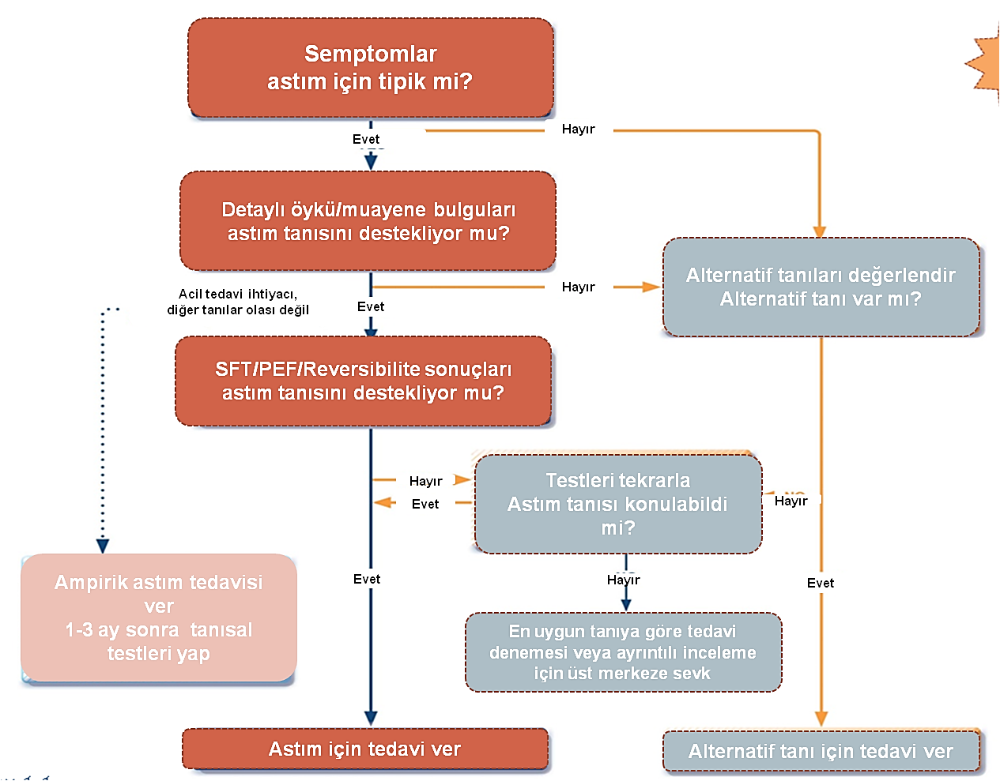 Semptomlar
astım için tipik mi?
Hayır
Evet
Detaylı öykü/muayene bulguları
astım tanısını destekliyor mu?
Alternatif tanıları değerlendir
Alternatif tanı var mı?
Hayır
Acil tedavi ihtiyacı,
diğer tanılar olası değil
Evet
SFT/PEF/Reversibilite sonuçları
astım tanısını destekliyor mu?
Hayır
Evet
Testleri tekrarla
Astım tanısı konulabildi
mi?
Hayır
Ampirik astım tedavisi
ver
1-3 ay sonra tanısal
testleri yap
Evet
Hayır
Evet
En uygun tanıya göre tedavi
denemesi veya ayrıntılı inceleme
için üst merkeze sevk
Astım için tedavi ver
Alternatif tanı için tedavi ver